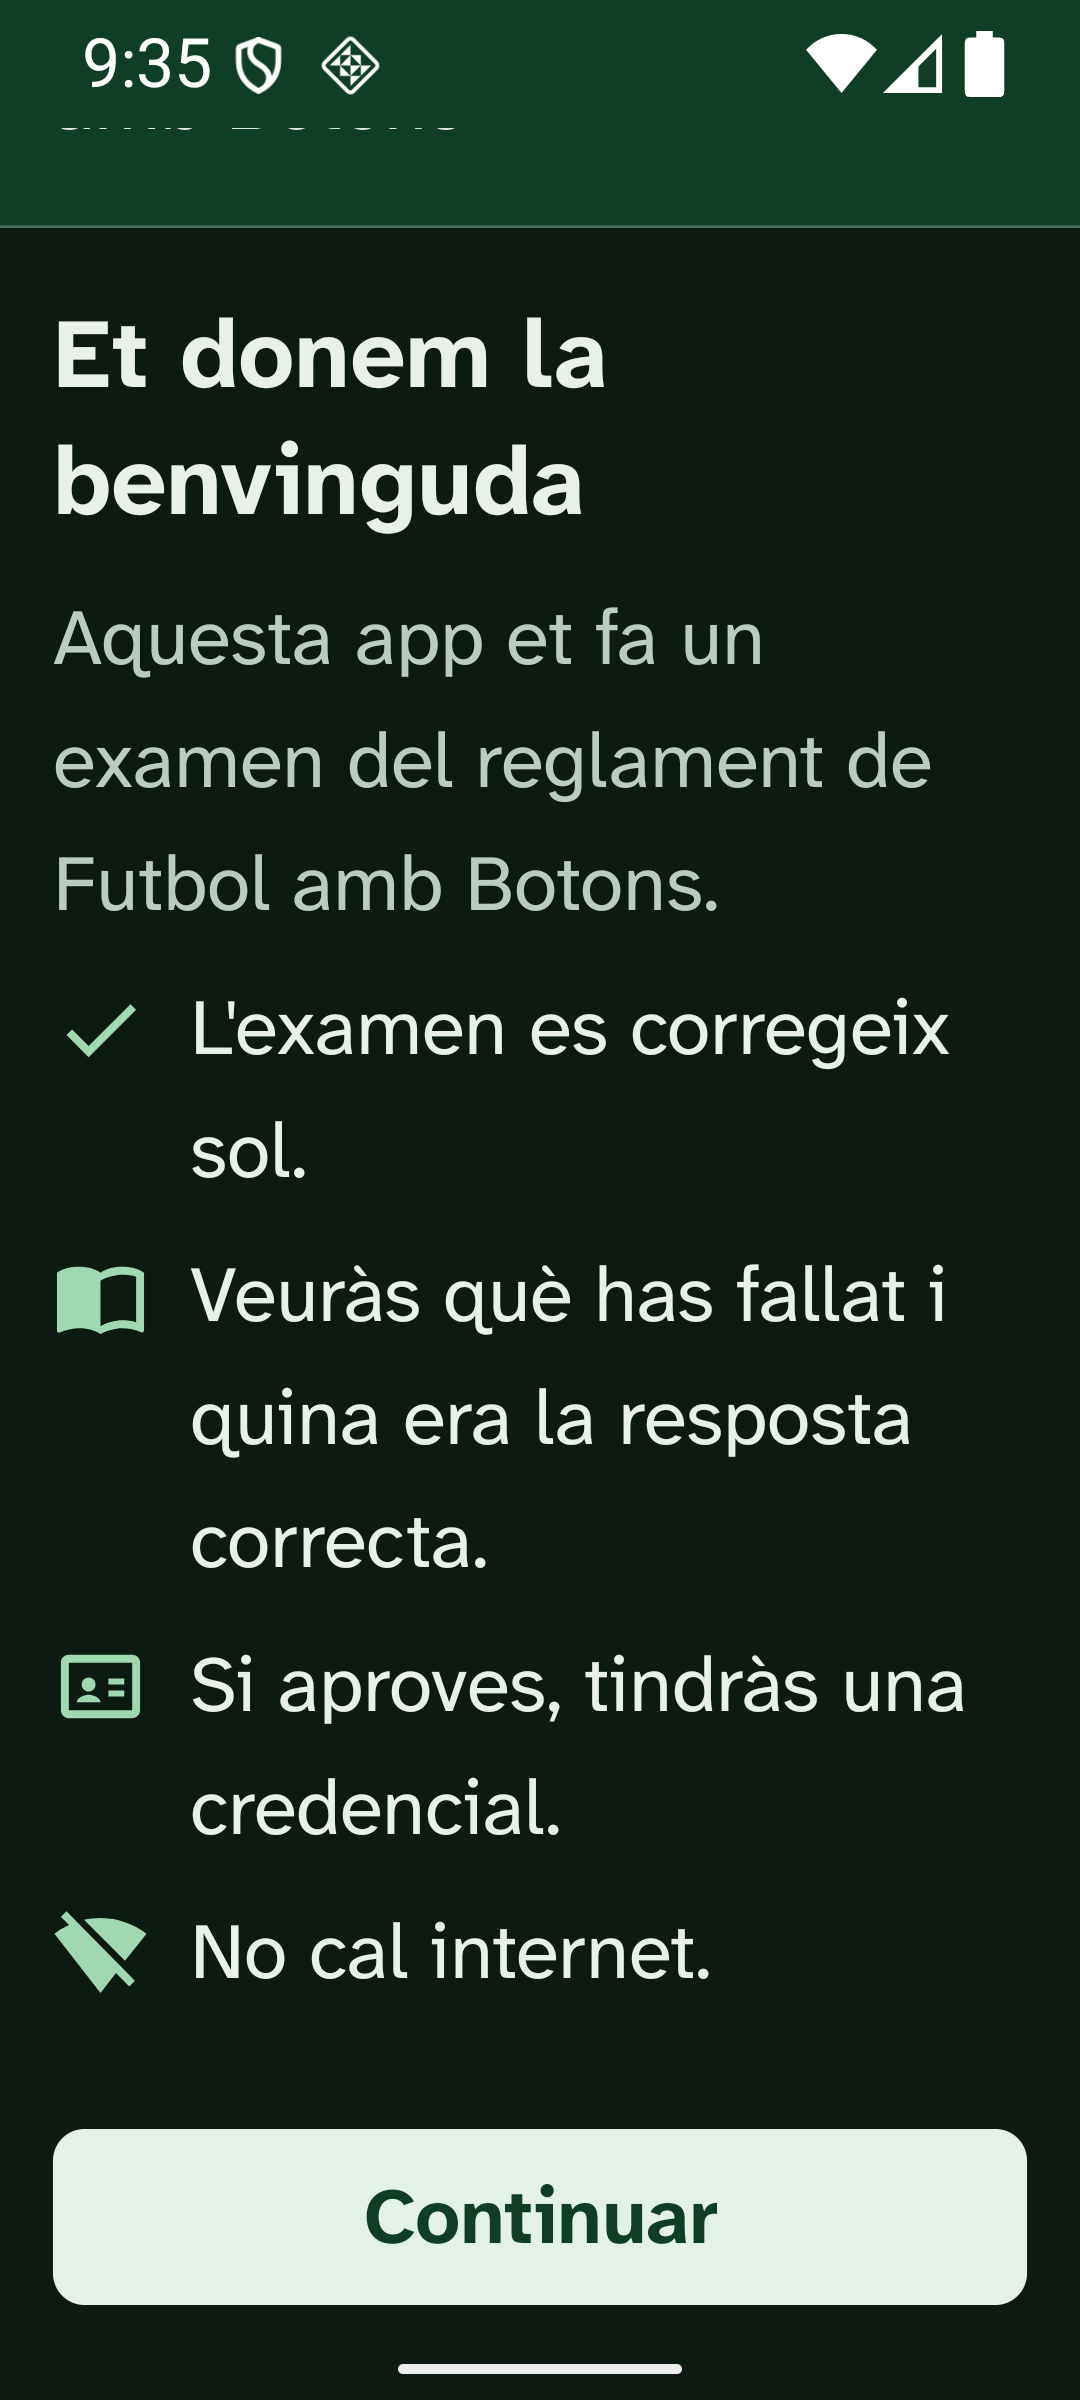 9:35
Et donem la
benvinguda
Aquesta app et fa un
examen del reglament de
Futbol amb Botons.
L'examen es corregeix
sol.
Veuràs què has fallat i
quina era la resposta
correcta.
Si aproves, tindràs una
credencial.
No cal internet.
Continuar